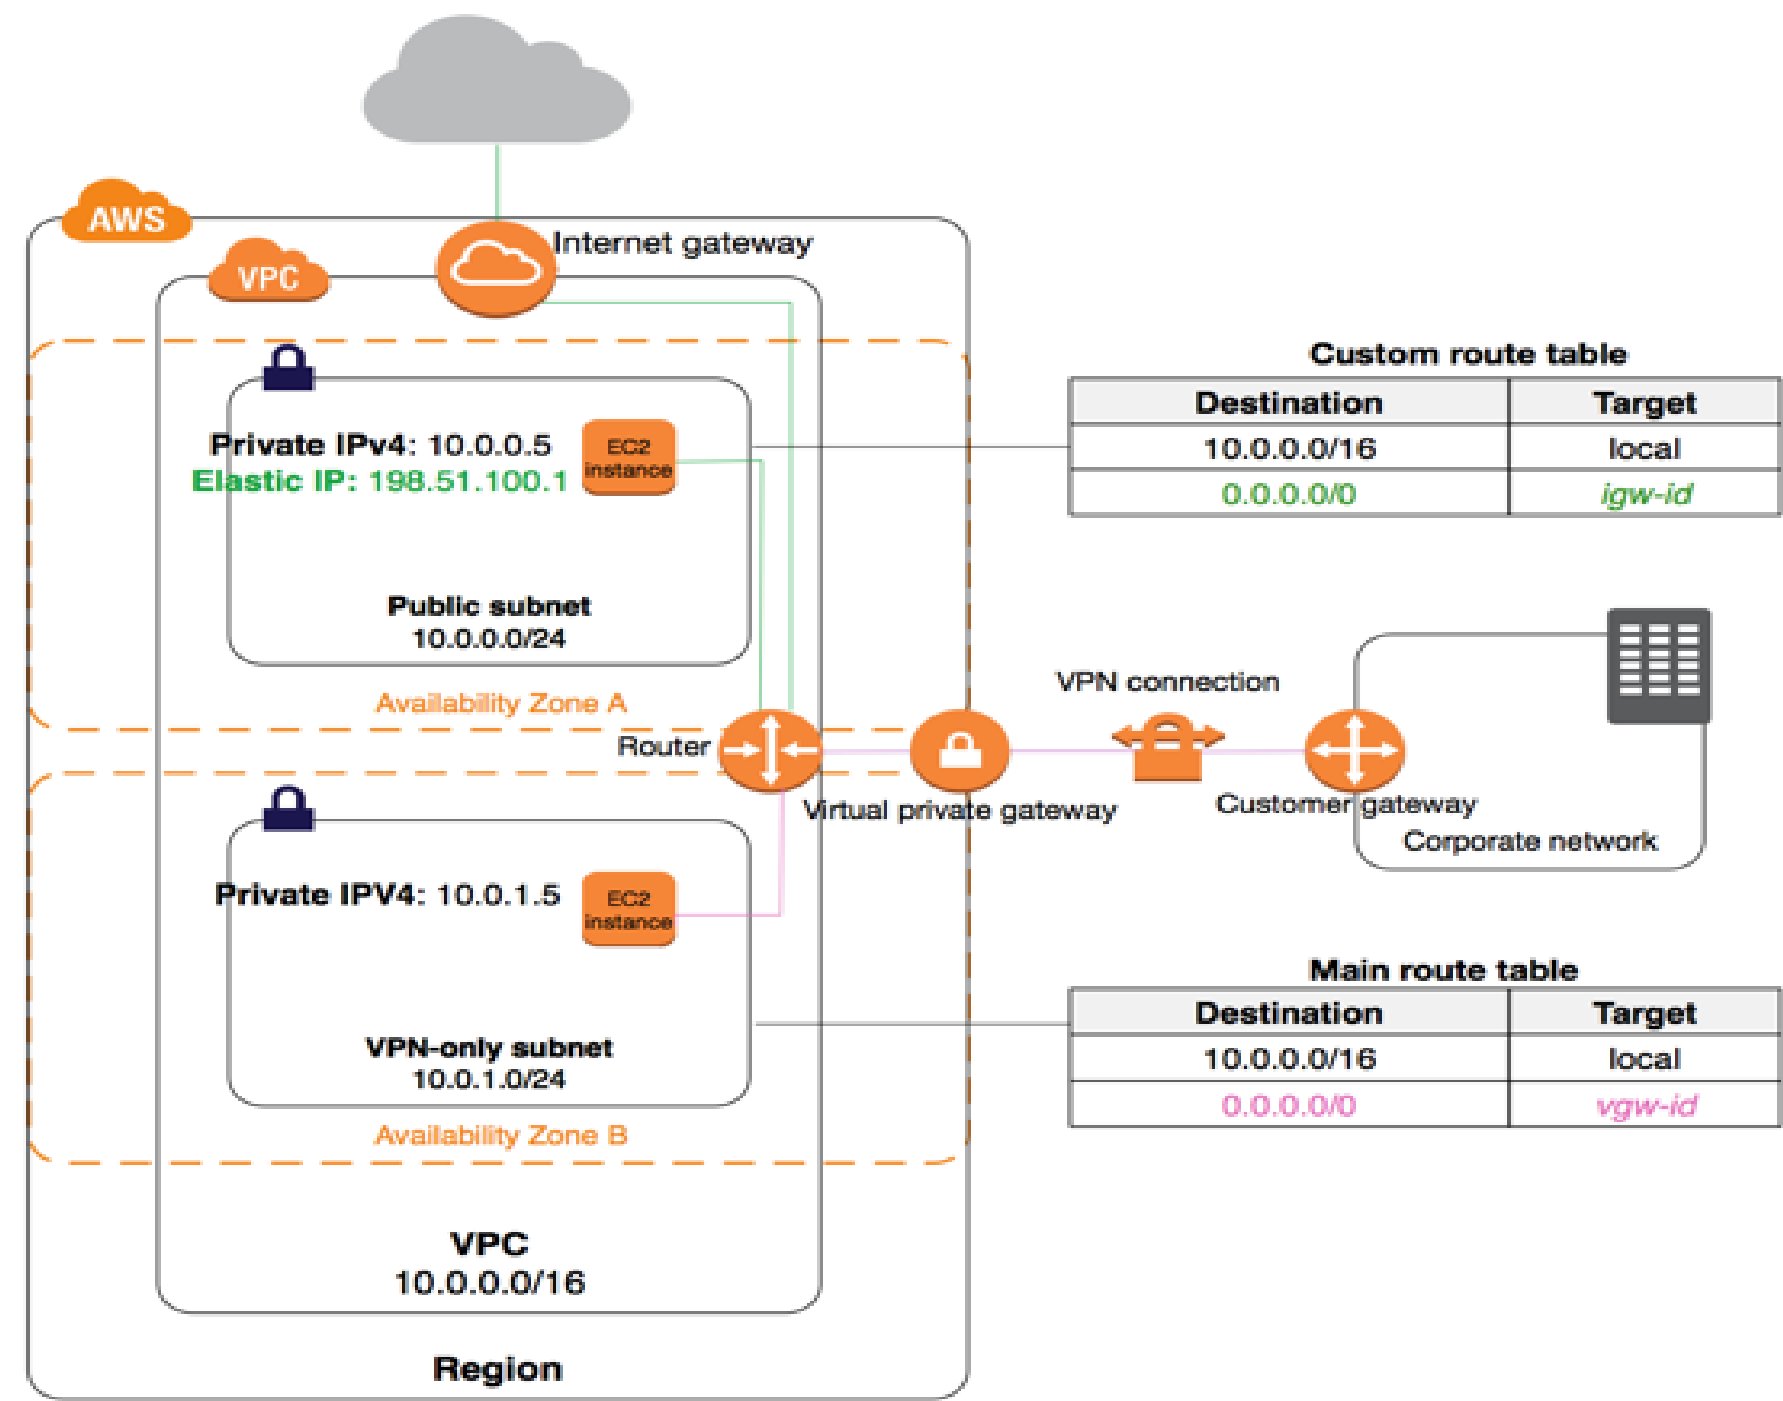 AWS
Internet gateway
VPC
Private IPv4: 10.0.0.5
Elastic IP: 198.51.100.1
EC2
instance
Public subnet
10.0.0.0/24
Availability Zone A
Custom route table
Destination Target
10.0.0.0/16 local
0.0.0.0/0 igw-id
Router
Virtual private gateway
VPN connection
Customer gateway
Corporate network
Private IPV4: 10.0.1.5
EC2
instance
VPN-only subnet
10.0.1.0/24
Availability Zone B
Main route table
Destination Target
10.0.0.0/16 local
0.0.0.0/0 vgw-id
VPC
10.0.0.0/16
Region